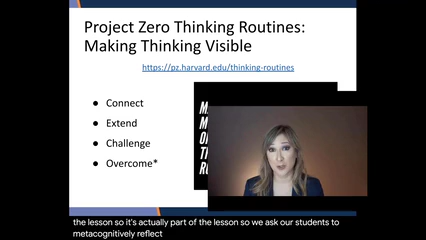 Project Zero Thinking Routines:
Making Thinking Visible
https://pz.harvard.edu/thinking-routines
● Connect
● Extend
● Challenge
● Overcome*
the lesson so it's actually part of the lesson so we ask our students to
metacognitively reflect